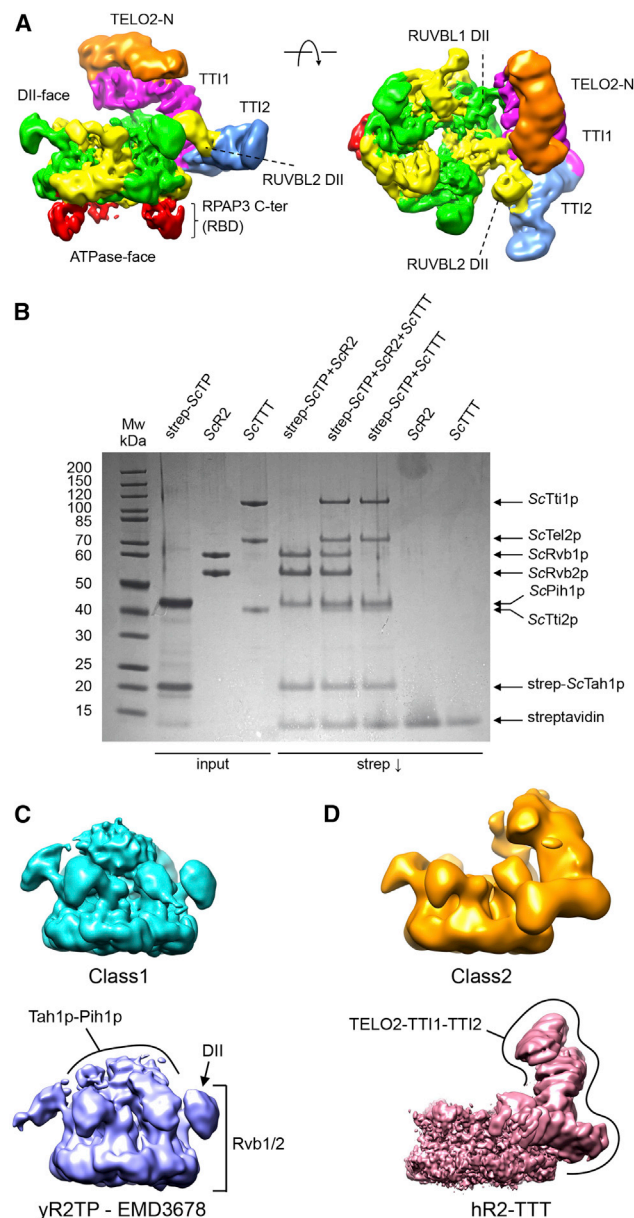 A
TELO2-N
TTI1
DII-face
TTI2
RUVBL2 DII
RPAP3 C-ter
(RBD)
ATPase-face
RUVBL1 DII
TELO2-N
TTI1
TTI2
RUVBL2 DII
B
Mw
kDa
strep-ScTP
ScR2
ScTTT
strep-ScTP+ScR2
strep-ScTP+ScR2+ScTTT
strep-ScTP+ScTTT
ScR2
ScTTT
200
150
120
100
85
70
60
50
40
30
25
20
15
ScTti1p
ScTel2p
ScRvb1p
ScRvb2p
ScPih1p
ScTti2p
strep-ScTah1p
streptavidin
input
strep ↓
C
Class1
Tah1p-Pih1p
DII
Rvb1/2
yR2TP - EMD3678
D
Class2
TELO2-TTI1-TTI2
hR2-TTT